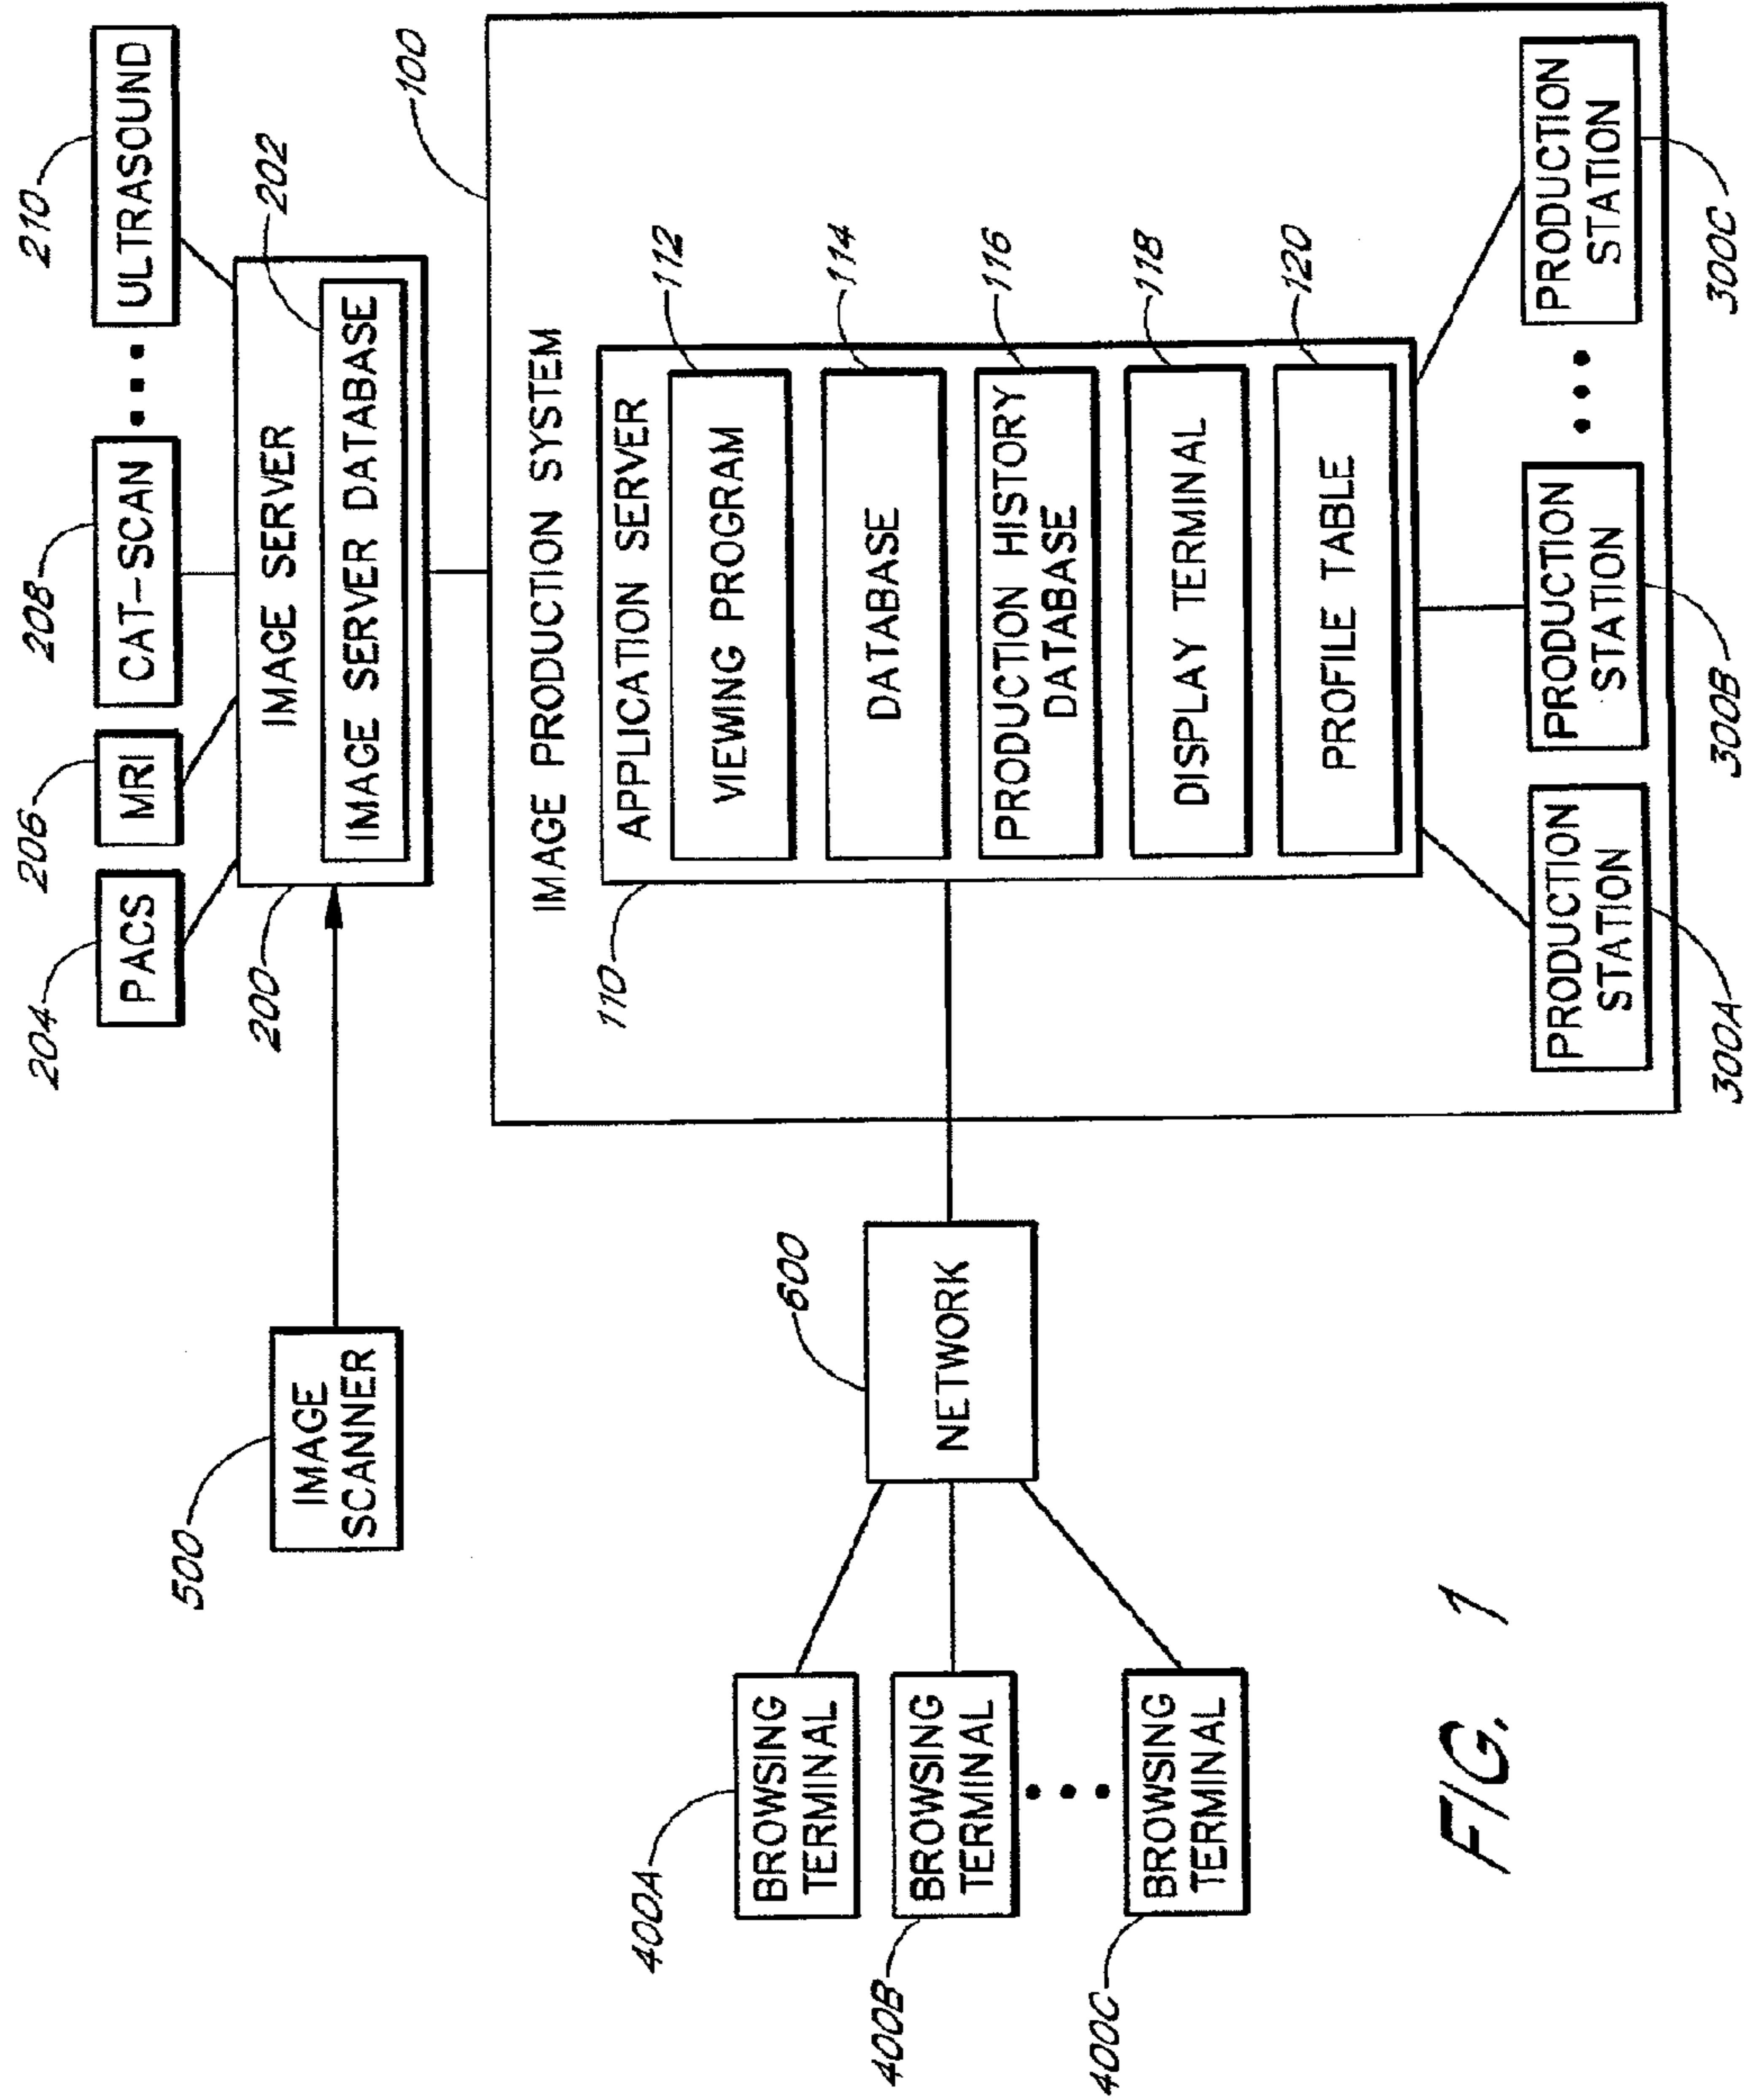 204
PACS
206
MRI
208
CAT-SCAN
210
ULTRASOUND
500
IMAGE
SCANNER
200
IMAGE SERVER
202
IMAGE SERVER DATABASE
100
IMAGE PRODUCTION SYSTEM
110
APPLICATION SERVER
VIEWING PROGRAM
112
DATABASE
114
PRODUCTION HISTORY
DATABASE
116
DISPLAY TERMINAL
118
PROFILE TABLE
120
600
NETWORK
400A
BROWSING
TERMINAL
400B
BROWSING
TERMINAL
400C
BROWSING
TERMINAL
PRODUCTION
STATION
300A
PRODUCTION
STATION
300B
PRODUCTION
STATION
300C
FIG. 1